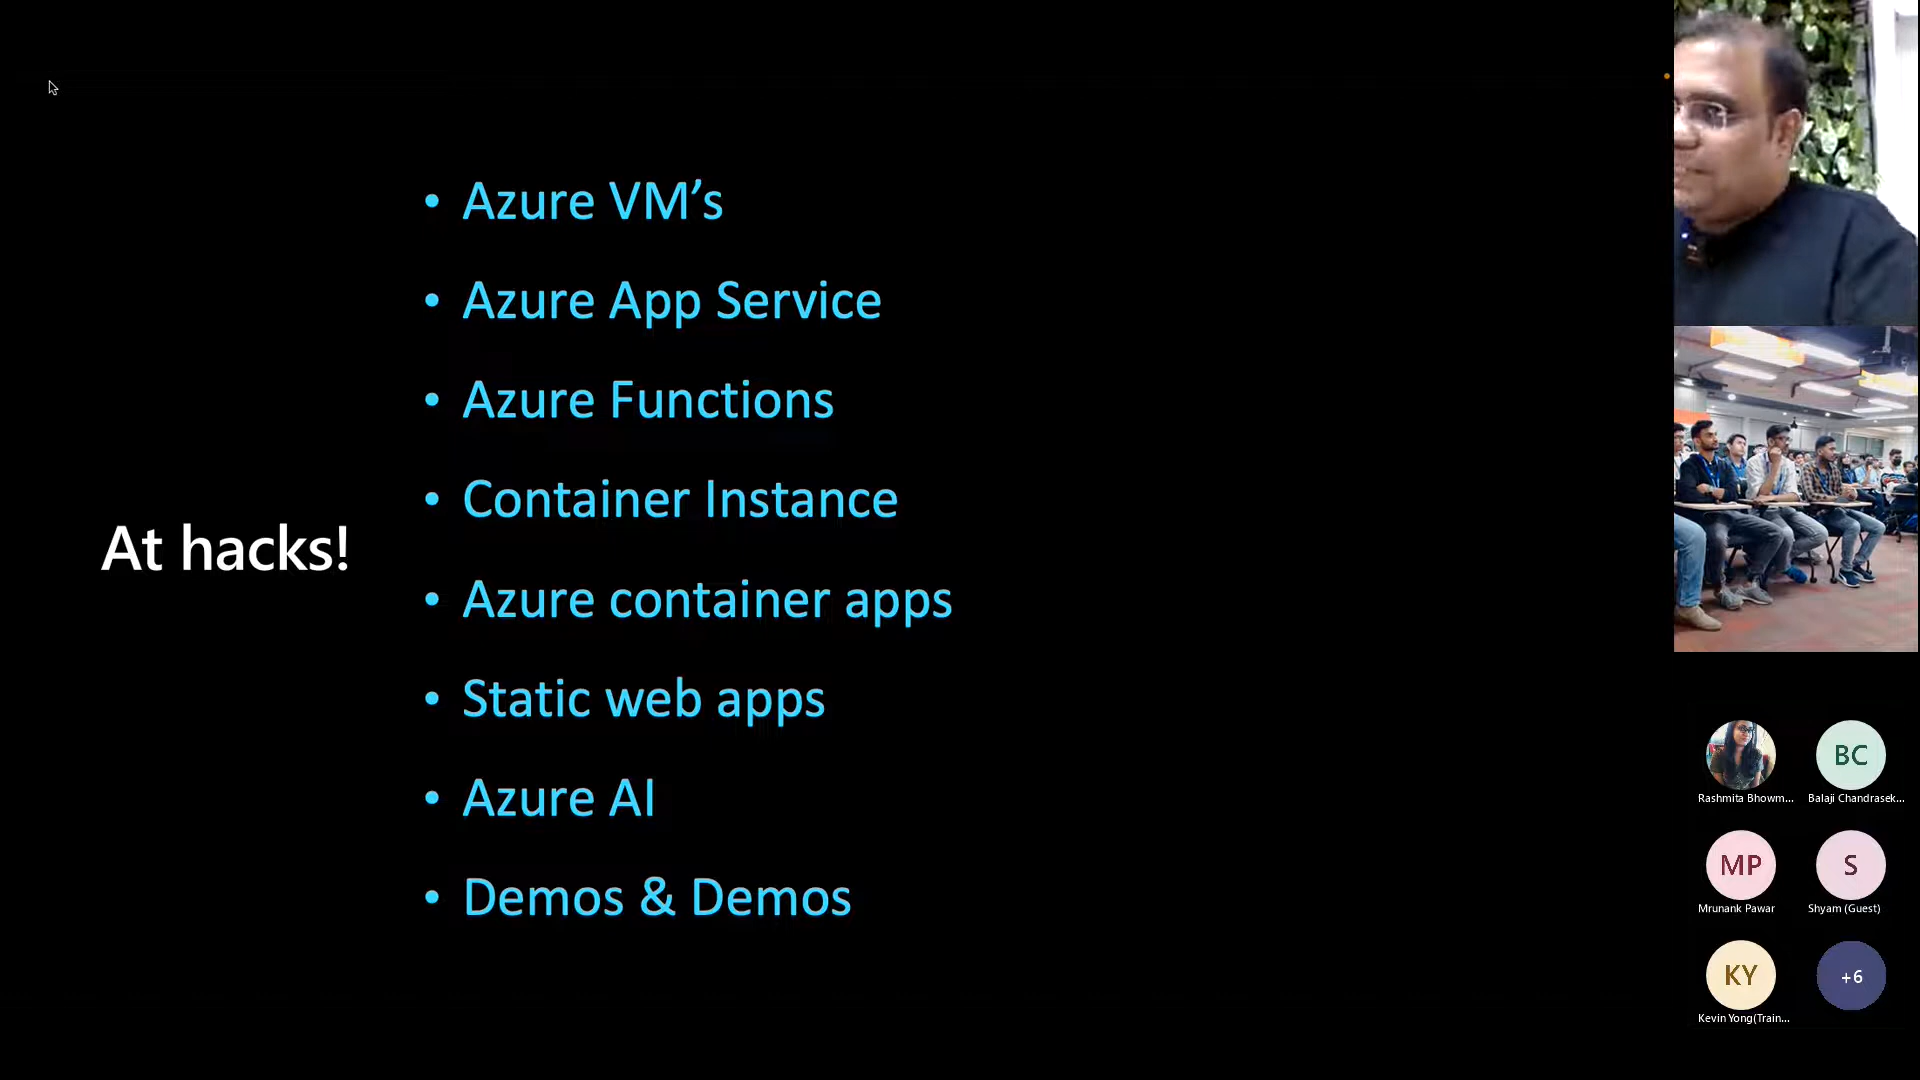 At hacks!
• Azure VM’s
• Azure App Service
• Azure Functions
• Container Instance
• Azure container apps
• Static web apps
• Azure AI
• Demos & Demos
Rashmita Bhowm...
BC
Balaji Chandrasek...
MP
Mrunank Pawar
S
Shyam (Guest)
KY
Kevin Yong(Train...
+6